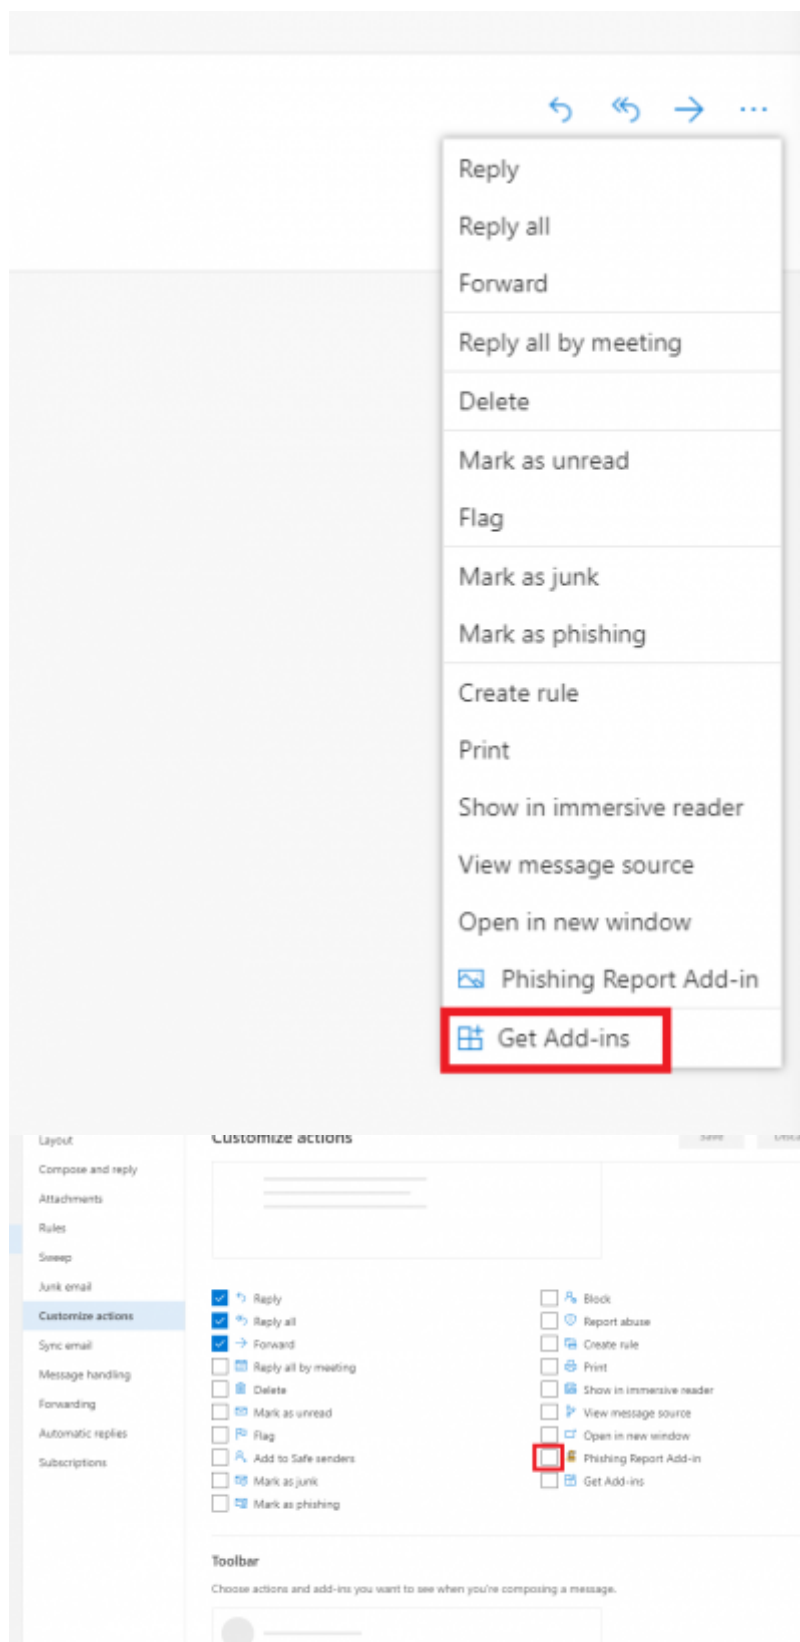 Reply
Reply all
Forward
Reply all by meeting
Delete
Mark as unread
Flag
Mark as junk
Mark as phishing
Create rule
Print
Show in immersive reader
View message source
Open in new window
Phishing Report Add-in
Get Add-ins
Layout
Compose and reply
Attachments
Rules
Sweep
Junk email
Customize actions
Sync email
Message handling
Forwarding
Automatic replies
Subscriptions
Customize actions
Save
Reply
Reply all
Forward
Reply all by meeting
Delete
Mark as unread
Flag
Add to Safe senders
Mark as junk
Mark as phishing
Block
Report abuse
Create rule
Print
Show in immersive reader
View message source
Open in new window
Phishing Report Add-in
Get Add-ins
Toolbar
Choose actions and add-ins you want to see when you're composing a message.